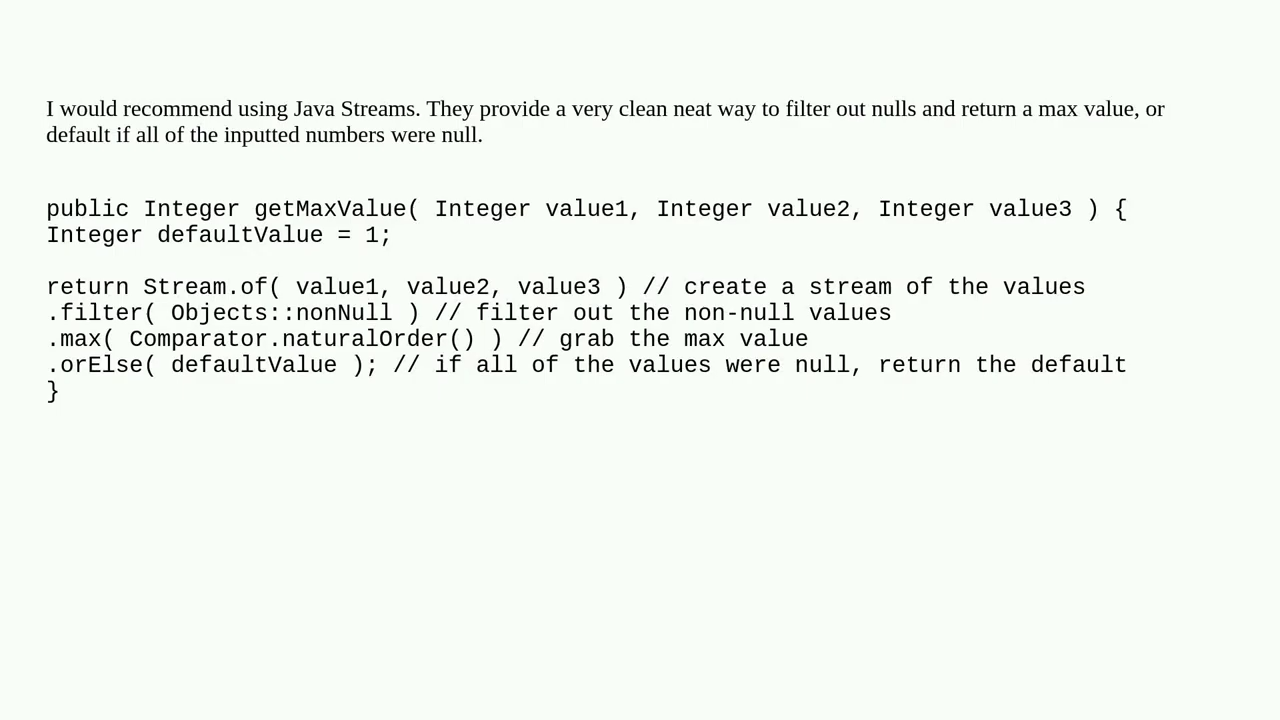 I would recommend using Java Streams. They provide a very clean neat way to filter out nulls and return a max value, or
default if all of the inputted numbers were null.
public Integer getMaxValue( Integer value1, Integer value2, Integer value3 ) {
Integer defaultValue = 1;
return Stream.of( value1, value2, value3 ) // create a stream of the values
.filter( Objects::nonNull ) // filter out the non-null values
.max( Comparator.naturalOrder() ) // grab the max value
.orElse( defaultValue ); // if all of the values were null, return the default
}